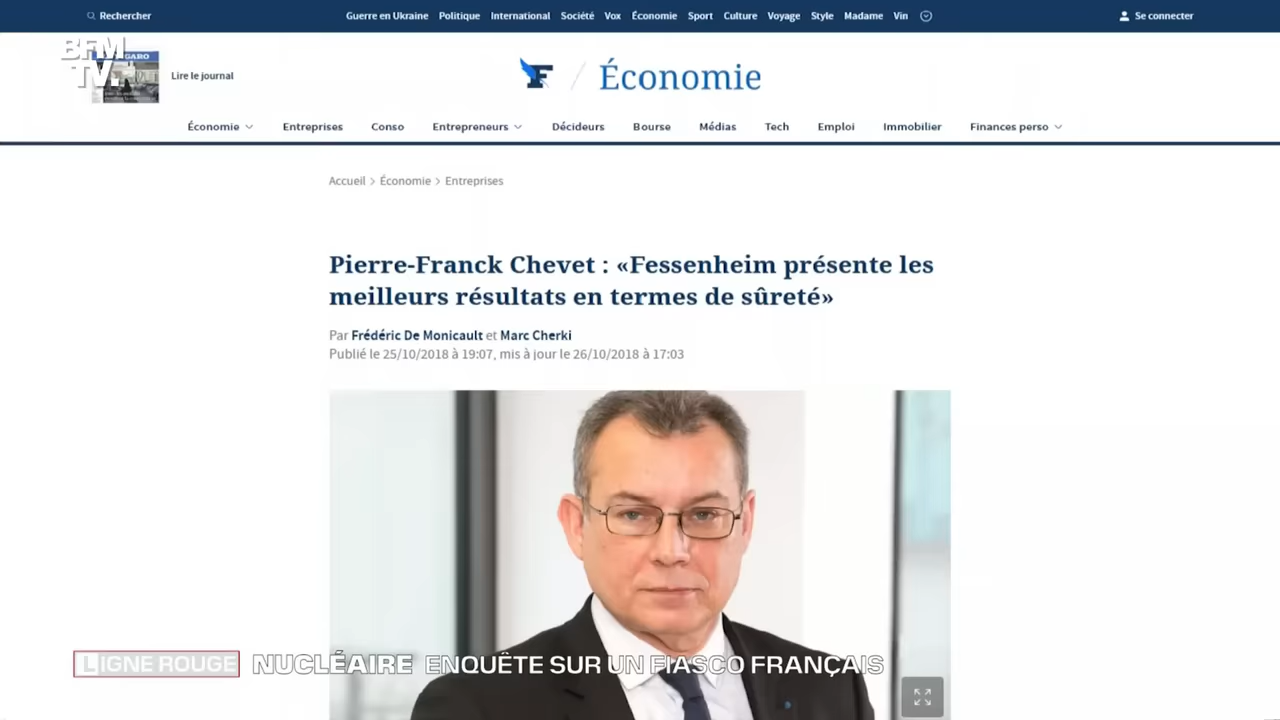 Rechercher
Guerre en Ukraine Politique International Société Vox Économie Sport Culture Voyage Style Madame Vin
Se connecter
BFM
TV.
GARO
Lire le journal
F / Économie
Économie Entreprises Conso Entrepreneurs Décideurs Bourse Médias Tech Emploi Immobilier Finances perso
Accueil > Économie > Entreprises
Pierre-Franck Chevet : «Fessenheim présente les
meilleurs résultats en termes de sûreté»
Par Frédéric De Monicault et Marc Cherki
Publié le 25/10/2018 à 19:07, mis à jour le 26/10/2018 à 17:03
LIGNE ROUGE NUCLÉAIRE ENQUÊTE SUR UN FIASCO FRANÇAIS